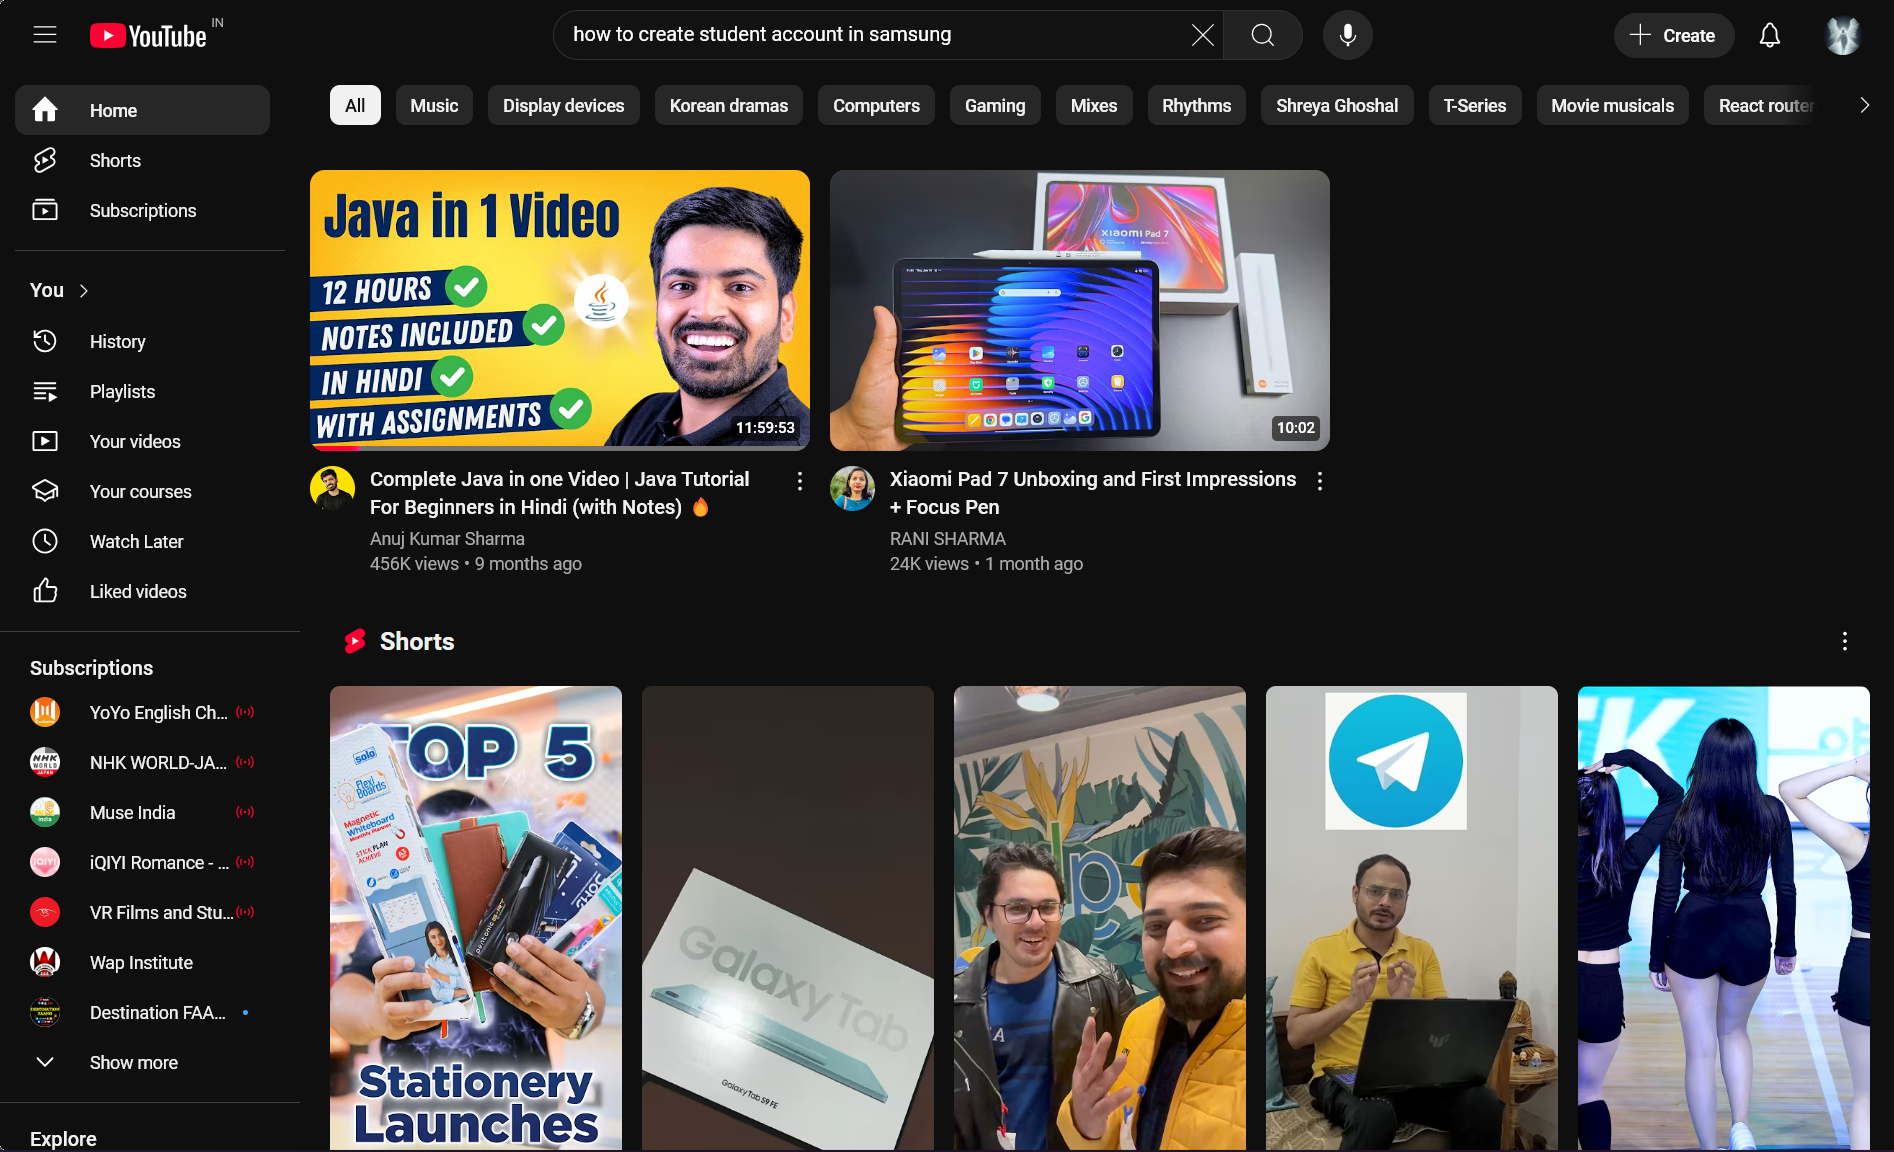 YouTube IN
how to create student account in samsung
Create
Home
Shorts
Subscriptions
You
History
Playlists
Your videos
Your courses
Watch Later
Liked videos
Subscriptions
YoYo English Ch...
NHK WORLD-JA...
Muse India
iQIYI Romance - ...
VR Films and Stu...
Wap Institute
Destination FAA...
Show more
Explore
All
Music
Display devices
Korean dramas
Computers
Gaming
Mixes
Rhythms
Shreya Ghoshal
T-Series
Movie musicals
React router
Java in 1 Video
12 HOURS
NOTES INCLUDED
IN HINDI
WITH ASSIGNMENTS
11:59:53
Complete Java in one Video | Java Tutorial
For Beginners in Hindi (with Notes) 🔥
Anuj Kumar Sharma
456K views • 9 months ago
xiaomi Pad 7
10:02
Xiaomi Pad 7 Unboxing and First Impressions
+ Focus Pen
RANI SHARMA
24K views • 1 month ago
Shorts
TOP 5
solo
Flexi
Boards
Magnetic
Whiteboard
Monthly Planner
STICK PLAN
ACHIEVE
Stationery
Launches
Galaxy Tab
Galaxy Tab S9 FE